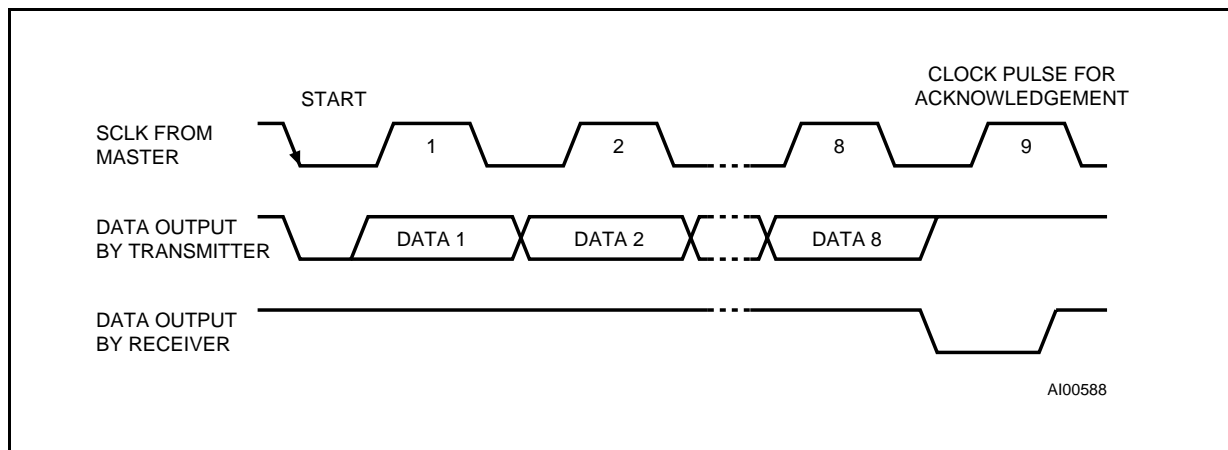 START
CLOCK PULSE FOR
ACKNOWLEDGEMENT
SCLK FROM
MASTER
1
2
8
9
DATA OUTPUT
BY TRANSMITTER
DATA 1
DATA 2
DATA 8
DATA OUTPUT
BY RECEIVER
AI00588